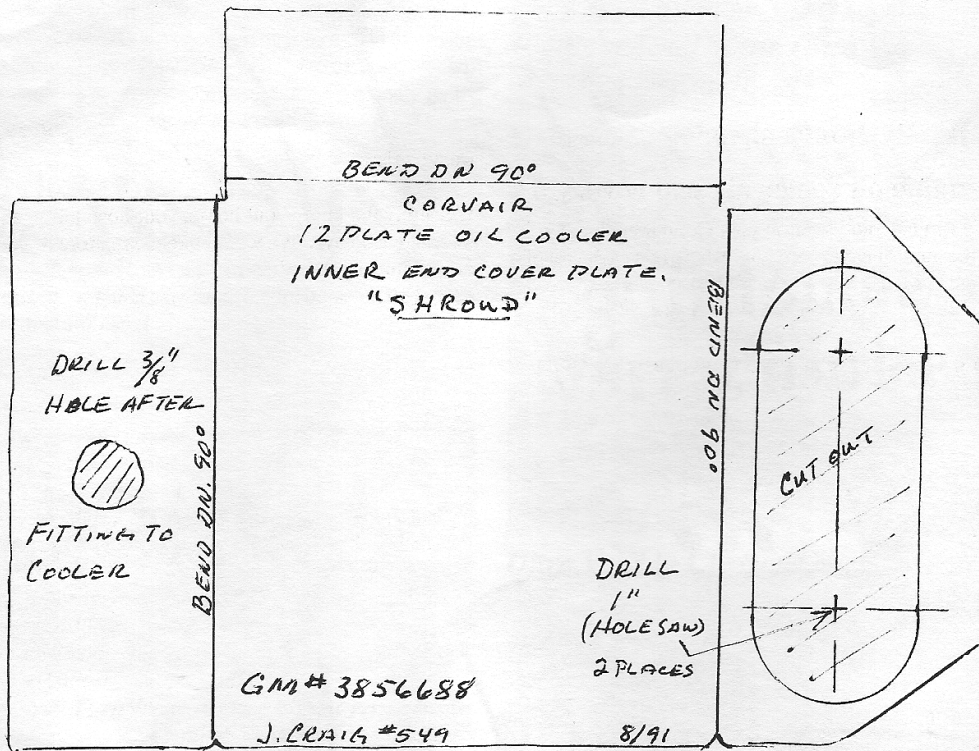 BEND DN 90°
CORVAIR
12 PLATE OIL COOLER
INNER END COVER PLATE.
"SHROUD"
DRILL 3/8"
HOLE AFTER
FITTING TO
COOLER
BEND DN. 90°
BEND DN 90°
CUT OUT
DRILL
1"
(HOLE SAW)
2 PLACES
GM# 3856688
J. CRAIG #549
8/91